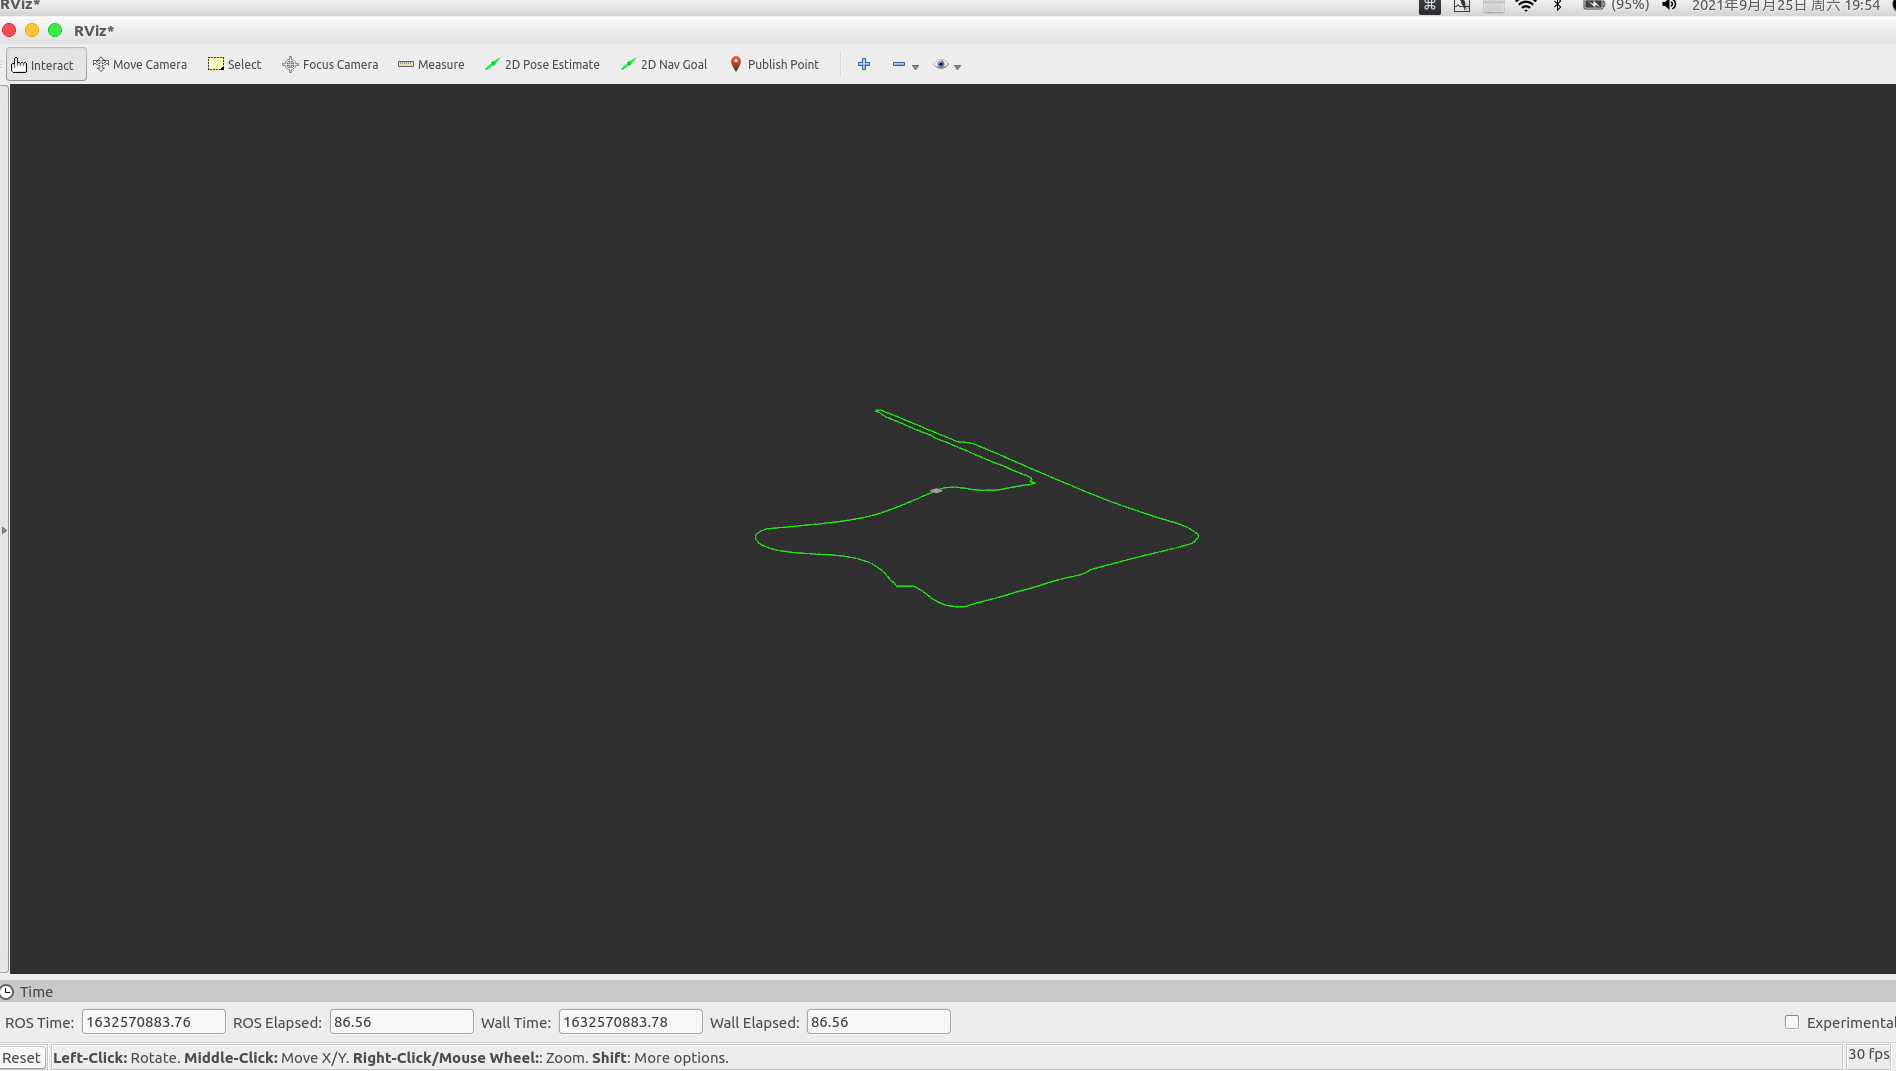 RViz*
⌘ (95%) 2021年9月月25日 周六 19:54
RViz*
Interact Move Camera Select Focus Camera Measure 2D Pose Estimate 2D Nav Goal Publish Point
Time
ROS Time: 1632570883.76 ROS Elapsed: 86.56 Wall Time: 1632570883.78 Wall Elapsed: 86.56 Experimental
Reset Left-Click: Rotate. Middle-Click: Move X/Y. Right-Click/Mouse Wheel:: Zoom. Shift: More options. 30 fps